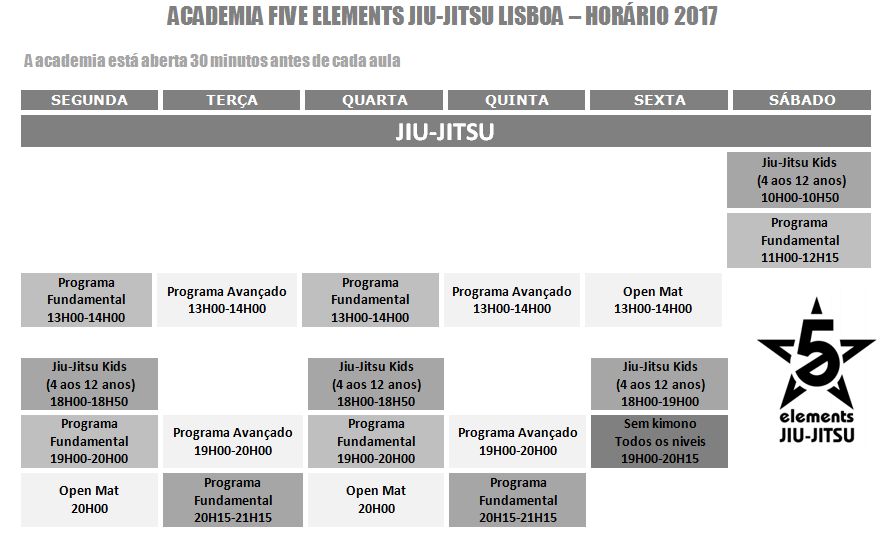 ACADEMIA FIVE ELEMENTS JIU-JITSU LISBOA – HORÁRIO 2017
A academia está aberta 30 minutos antes de cada aula
SEGUNDA TERÇA QUARTA QUINTA SEXTA SÁBADO
JIU-JITSU
Jiu-Jitsu Kids
(4 aos 12 anos)
10H00-10H50
Programa
Fundamental
11H00-12H15
Programa
Fundamental
13H00-14H00
Programa Avançado
13H00-14H00
Programa
Fundamental
13H00-14H00
Programa Avançado
13H00-14H00
Open Mat
13H00-14H00
Jiu-Jitsu Kids
(4 aos 12 anos)
18H00-18H50
Jiu-Jitsu Kids
(4 aos 12 anos)
18H00-18H50
Jiu-Jitsu Kids
(4 aos 12 anos)
18H00-19H00
Programa
Fundamental
19H00-20H00
Programa Avançado
19H00-20H00
Programa
Fundamental
19H00-20H00
Programa Avançado
19H00-20H00
Sem kimono
Todos os niveis
19H00-20H15
Open Mat
20H00
Programa
Fundamental
20H15-21H15
Open Mat
20H00
Programa
Fundamental
20H15-21H15
5
elements
JIU-JITSU